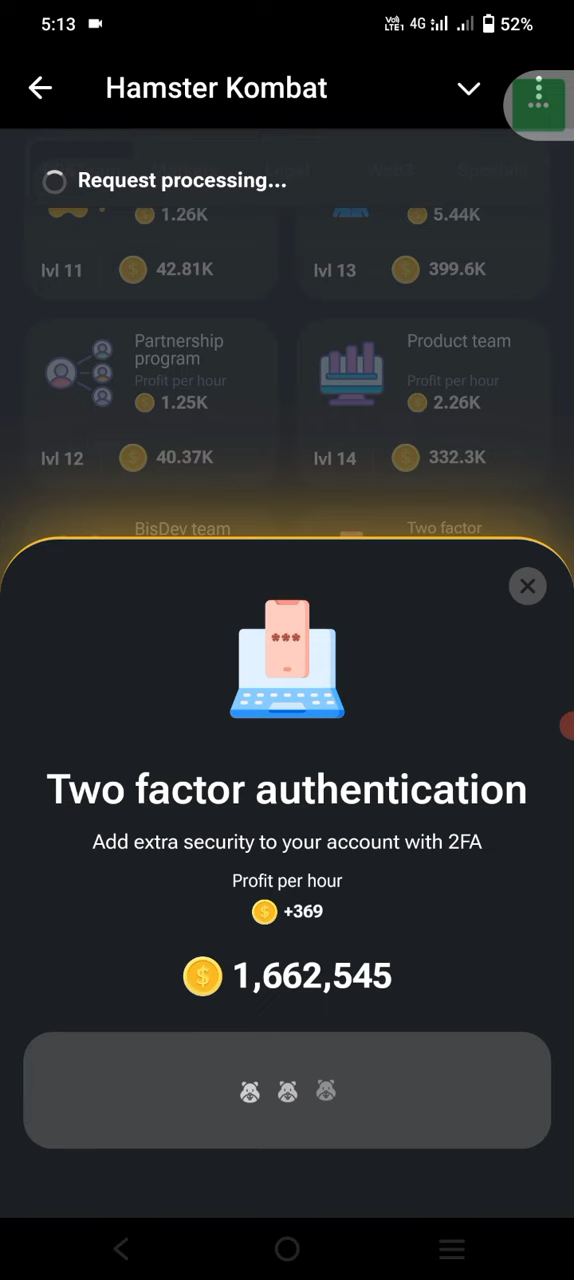 5:13 VoI) LTE1 4G 52%
Hamster Kombat
Request processing...
1.26K 5.44K
lvl 11 42.81K lvl 13 399.6K
Partnership program
Profit per hour
1.25K
lvl 12 40.37K
Product team
Profit per hour
2.26K
lvl 14 332.3K
BisDev team Two factor
***
Two factor authentication
Add extra security to your account with 2FA
Profit per hour
+369
1,662,545